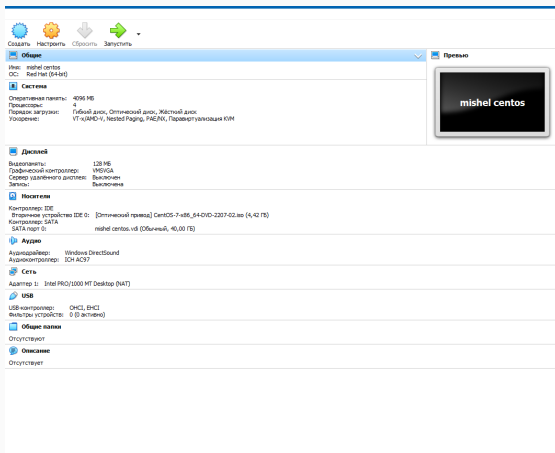 Создать Настроить Сбросить Запустить
Общие
Имя: mishel centos
ОС: Red Hat (64-bit)
Система
Оперативная память: 4096 МБ
Процессоры: 4
Порядок загрузки: Гибкий диск, Оптический диск, Жёсткий диск
Ускорение: VT-x/AMD-V, Nested Paging, PAE/NX, Паравиртуализация KVM
Превью
mishel centos
Дисплей
Видеопамять: 128 МБ
Графический контроллер: VMSVGA
Сервер удалённого дисплея: Выключен
Запись: Выключена
Носители
Контроллер: IDE
Вторичное устройство IDE 0: [Оптический привод] CentOS-7-x86_64-DVD-2207-02.iso (4,42 ГБ)
Контроллер: SATA
SATA порт 0: mishel centos.vdi (Обычный, 40,00 ГБ)
Аудио
Аудиодрайвер: Windows DirectSound
Аудиоконтроллер: ICH AC97
Сеть
Адаптер 1: Intel PRO/1000 MT Desktop (NAT)
USB
USB-контроллер: OHCI, EHCI
Фильтры устройств: 0 (0 активно)
Общие папки
Отсутствуют
Описание
Отсутствует